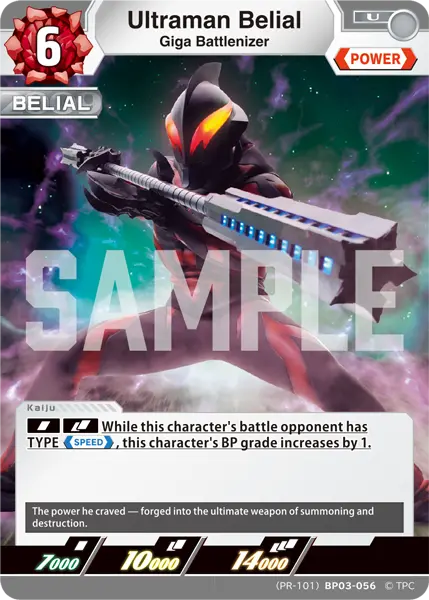 6
Ultraman Belial
Giga Battlenizer
U
POWER
BELIAL
SAMPLE
Kaiju
While this character's battle opponent has
TYPE SPEED, this character's BP grade increases by 1.
The power he craved — forged into the ultimate weapon of summoning and
destruction.
7000 10000 14000
(PR-101) BP03-056 © TPC